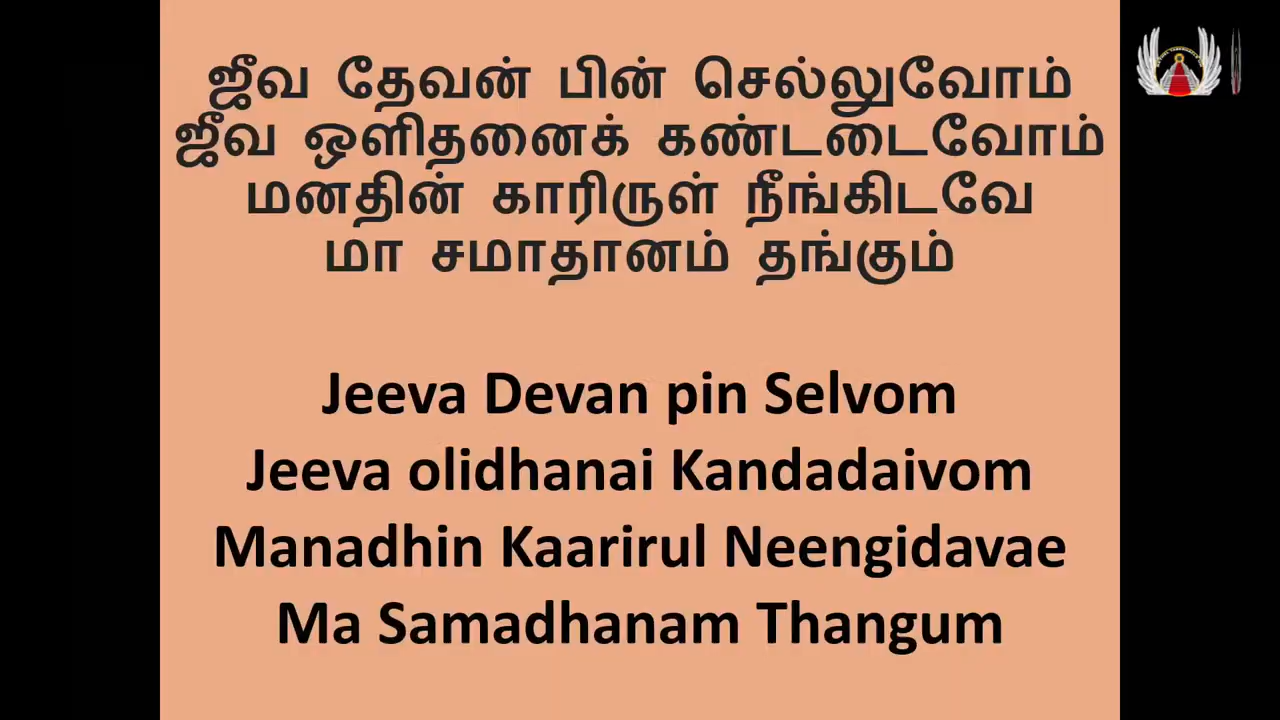 ஜீவ தேவன் பின் செல்லுவோம்
ஜீவ ஒளிதனைக் கண்டடைவோம்
மனதின் காரிருள் நீங்கிடவே
மா சமாதானம் தங்கும்
Jeeva Devan pin Selvom
Jeeva olidhanai Kandadaivom
Manadhin Kaarirul Neengidavae
Ma Samadhanam Thangum